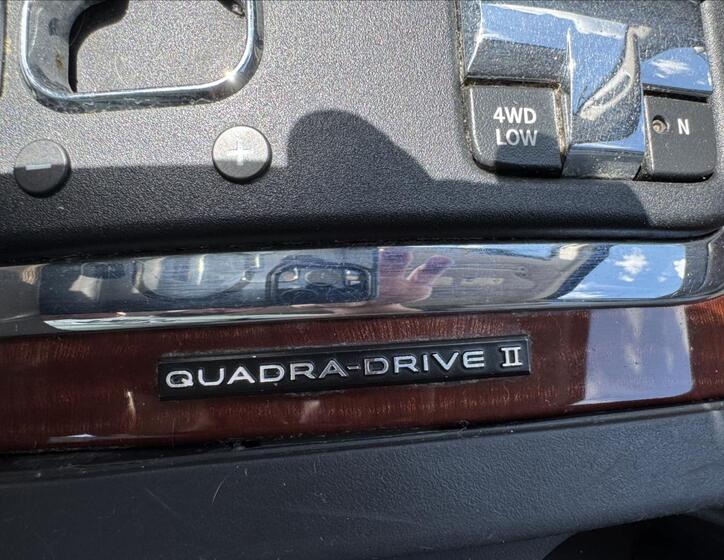 −
+
4WD
LOW
N
QUADRA-DRIVE II